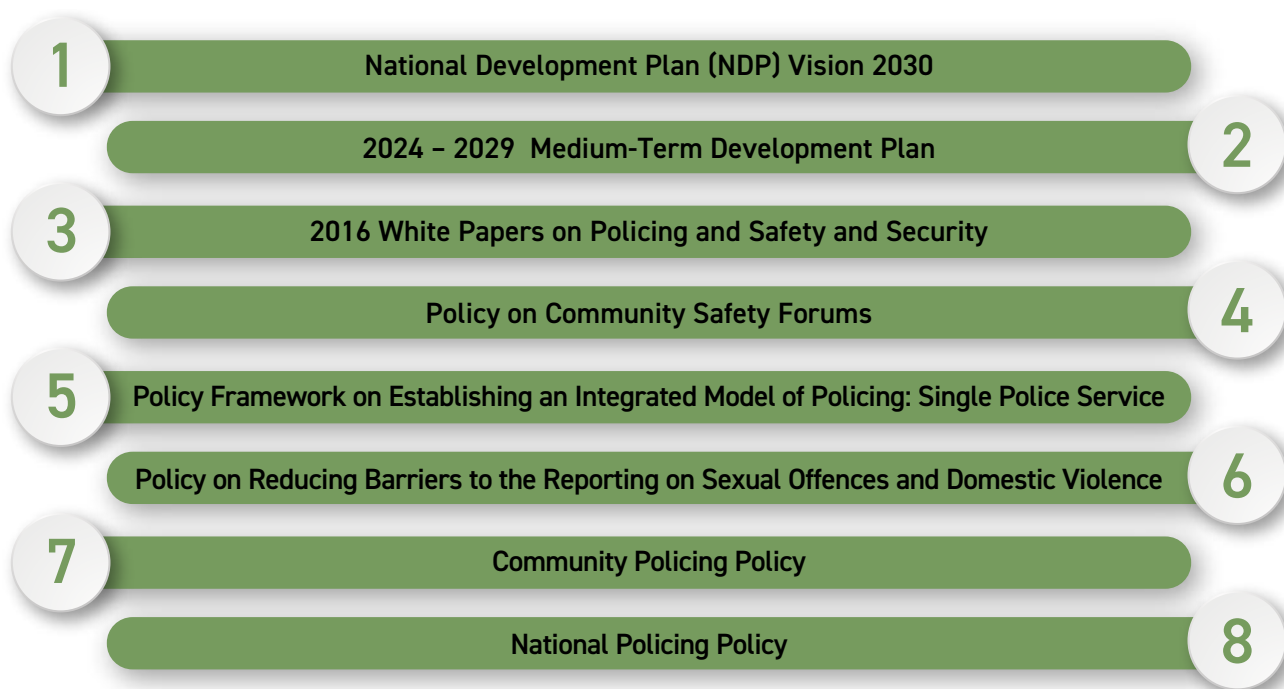 1
National Development Plan (NDP) Vision 2030
2024 – 2029 Medium-Term Development Plan
2
3
2016 White Papers on Policing and Safety and Security
Policy on Community Safety Forums
4
5
Policy Framework on Establishing an Integrated Model of Policing: Single Police Service
Policy on Reducing Barriers to the Reporting on Sexual Offences and Domestic Violence
6
7
Community Policing Policy
National Policing Policy
8